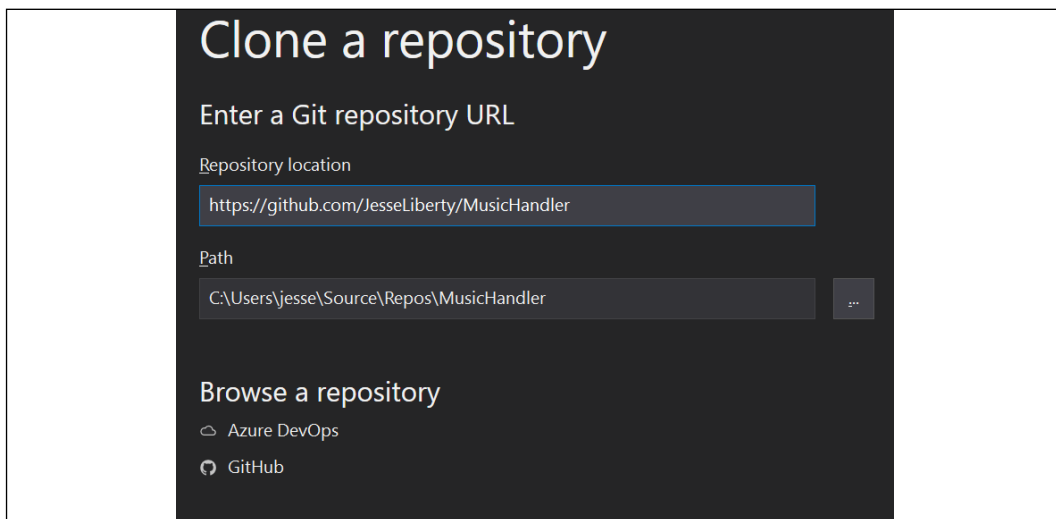 Clone a repository
Enter a Git repository URL
Repository location
https://github.com/JesseLiberty/MusicHandler
Path
C:\Users\jesse\Source\Repos\MusicHandler
...
Browse a repository
Azure DevOps
GitHub